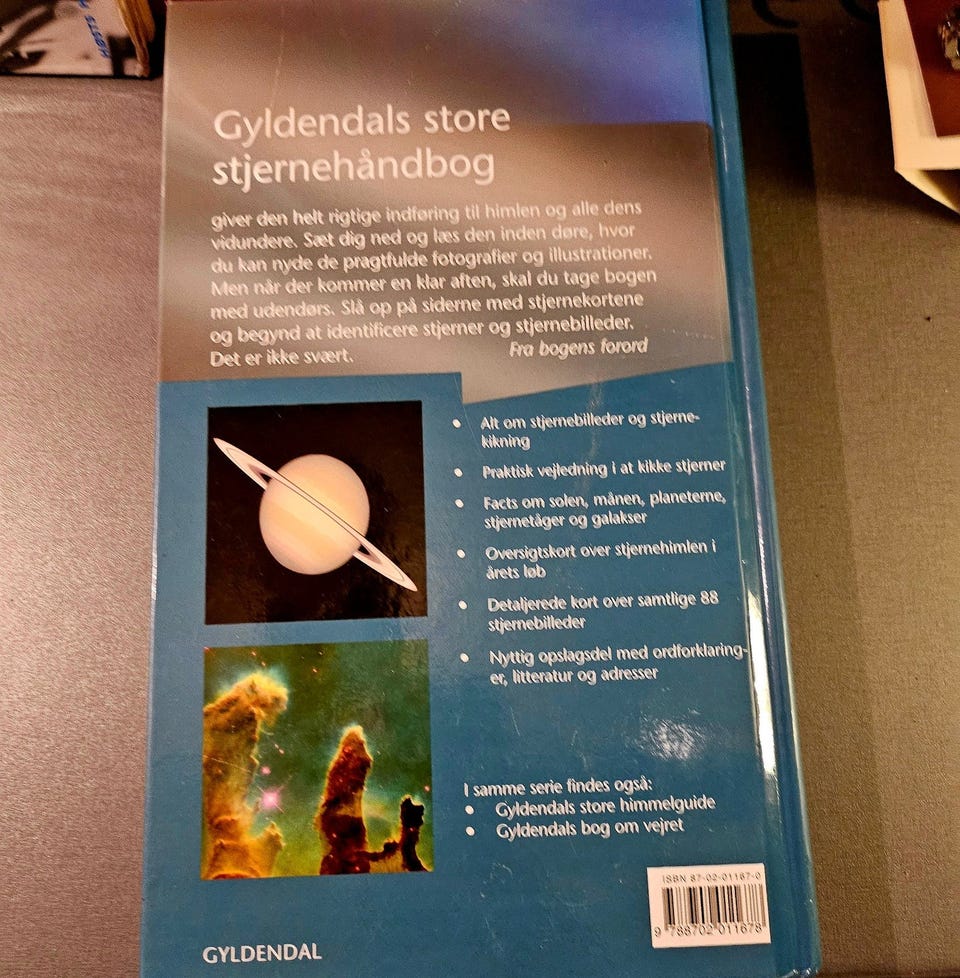 Gyldendals store
stjernehåndbog
giver den helt rigtige indføring til himlen og alle dens
vidundere. Sæt dig ned og læs den inden døre, hvor
du kan nyde de pragtfulde fotografier og illustrationer.
Men når der kommer en klar aften, skal du tage bogen
med udendørs. Slå op på siderne med stjernekortene
og begynd at identificere stjerner og stjernebilleder.
Det er ikke svært.
Fra bogens forord
• Alt om stjernebilleder og stjerne-
kikning
• Praktisk vejledning i at kikke stjerner
• Facts om solen, månen, planeterne,
stjernetåger og galakser
• Oversigtskort over stjernehimlen i
årets løb
• Detaljerede kort over samtlige 88
stjernebilleder
• Nyttig opslagsdel med ordforklaring-
er, litteratur og adresser
I samme serie findes også:
• Gyldendals store himmelguide
• Gyldendals bog om vejret
ISBN 87-02-01167-0
9 788702 011678
GYLDENDAL